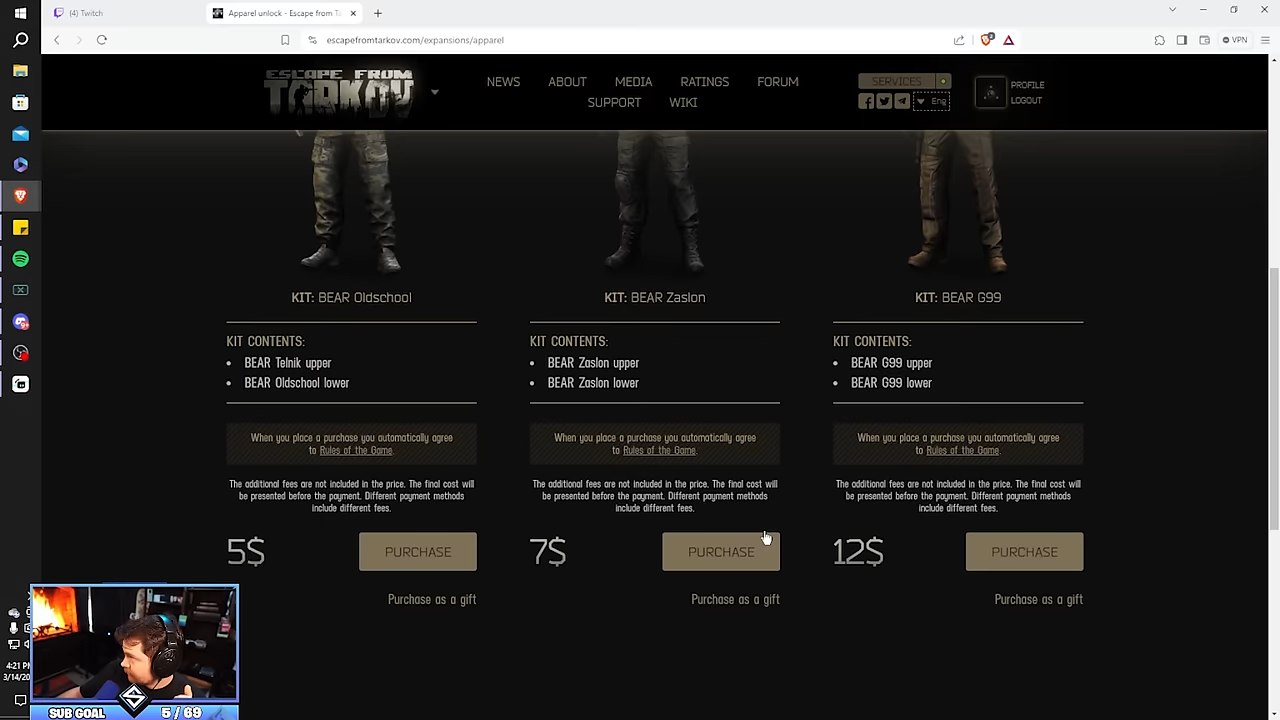 (4) Twitch
Apparel unlock - Escape from T
escapefromtarkov.com/expansions/apparel
VPN
ESCAPE FROM
TARKOV
NEWS ABOUT MEDIA RATINGS FORUM
SUPPORT WIKI
SERVICES
Eng
PROFILE
LOGOUT
KIT: BEAR Oldschool
KIT CONTENTS:
• BEAR Telnik upper
• BEAR Oldschool lower
When you place a purchase you automatically agree
to Rules of the Game.
The additional fees are not included in the price. The final cost will
be presented before the payment. Different payment methods
include different fees.
5$ PURCHASE
Purchase as a gift
KIT: BEAR Zaslon
KIT CONTENTS:
• BEAR Zaslon upper
• BEAR Zaslon lower
When you place a purchase you automatically agree
to Rules of the Game.
The additional fees are not included in the price. The final cost will
be presented before the payment. Different payment methods
include different fees.
7$ PURCHASE
Purchase as a gift
KIT: BEAR G99
KIT CONTENTS:
• BEAR G99 upper
• BEAR G99 lower
When you place a purchase you automatically agree
to Rules of the Game.
The additional fees are not included in the price. The final cost will
be presented before the payment. Different payment methods
include different fees.
12$ PURCHASE
Purchase as a gift
4:21
3/14/20
SUB GOAL 5 / 69